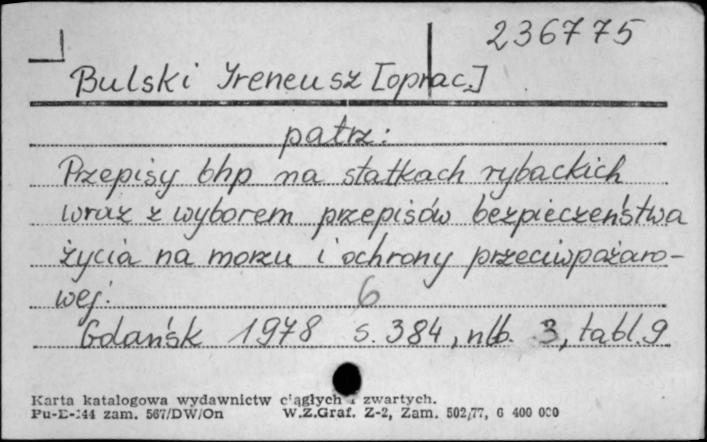 236775
Bulski Ireneusz [oprac.]
patrz:
Przepisy bhp na statkach rybackich
wraz z wyborem przepisów bezpieczeństwa
życia na morzu i ochrony przeciwpożaro-
wej.
6
Gdańsk 1978 s. 384, nlb. 3, tabl. 9
Karta katalogowa wydawnictw ciągłych i zwartych.
Pu-E-144 zam. 567/DW/On W.Z.Graf. Z-2, Zam. 502/77, 6 400 000